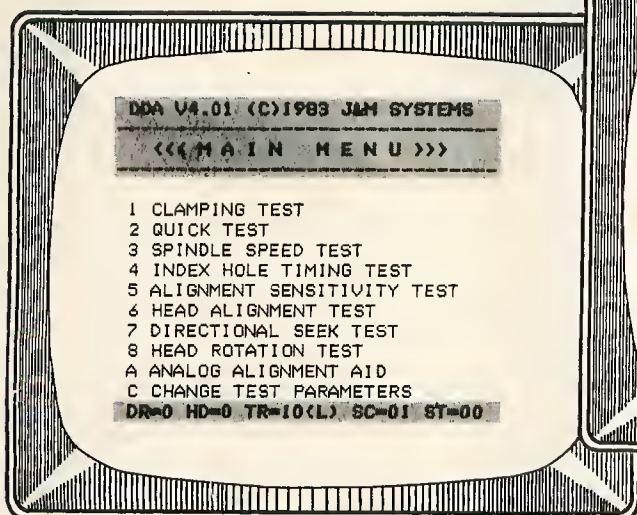 DDA V4.01 (C)1983 J&M SYSTEMS
<<< M A I N   M E N U >>>
1 CLAMPING TEST
2 QUICK TEST
3 SPINDLE SPEED TEST
4 INDEX HOLE TIMING TEST
5 ALIGNMENT SENSITIVITY TEST
6 HEAD ALIGNMENT TEST
7 DIRECTIONAL SEEK TEST
8 HEAD ROTATION TEST
A ANALOG ALIGNMENT AID
C CHANGE TEST PARAMETERS
DR=0 HD=0 TR=10(L) SC=01 ST=00